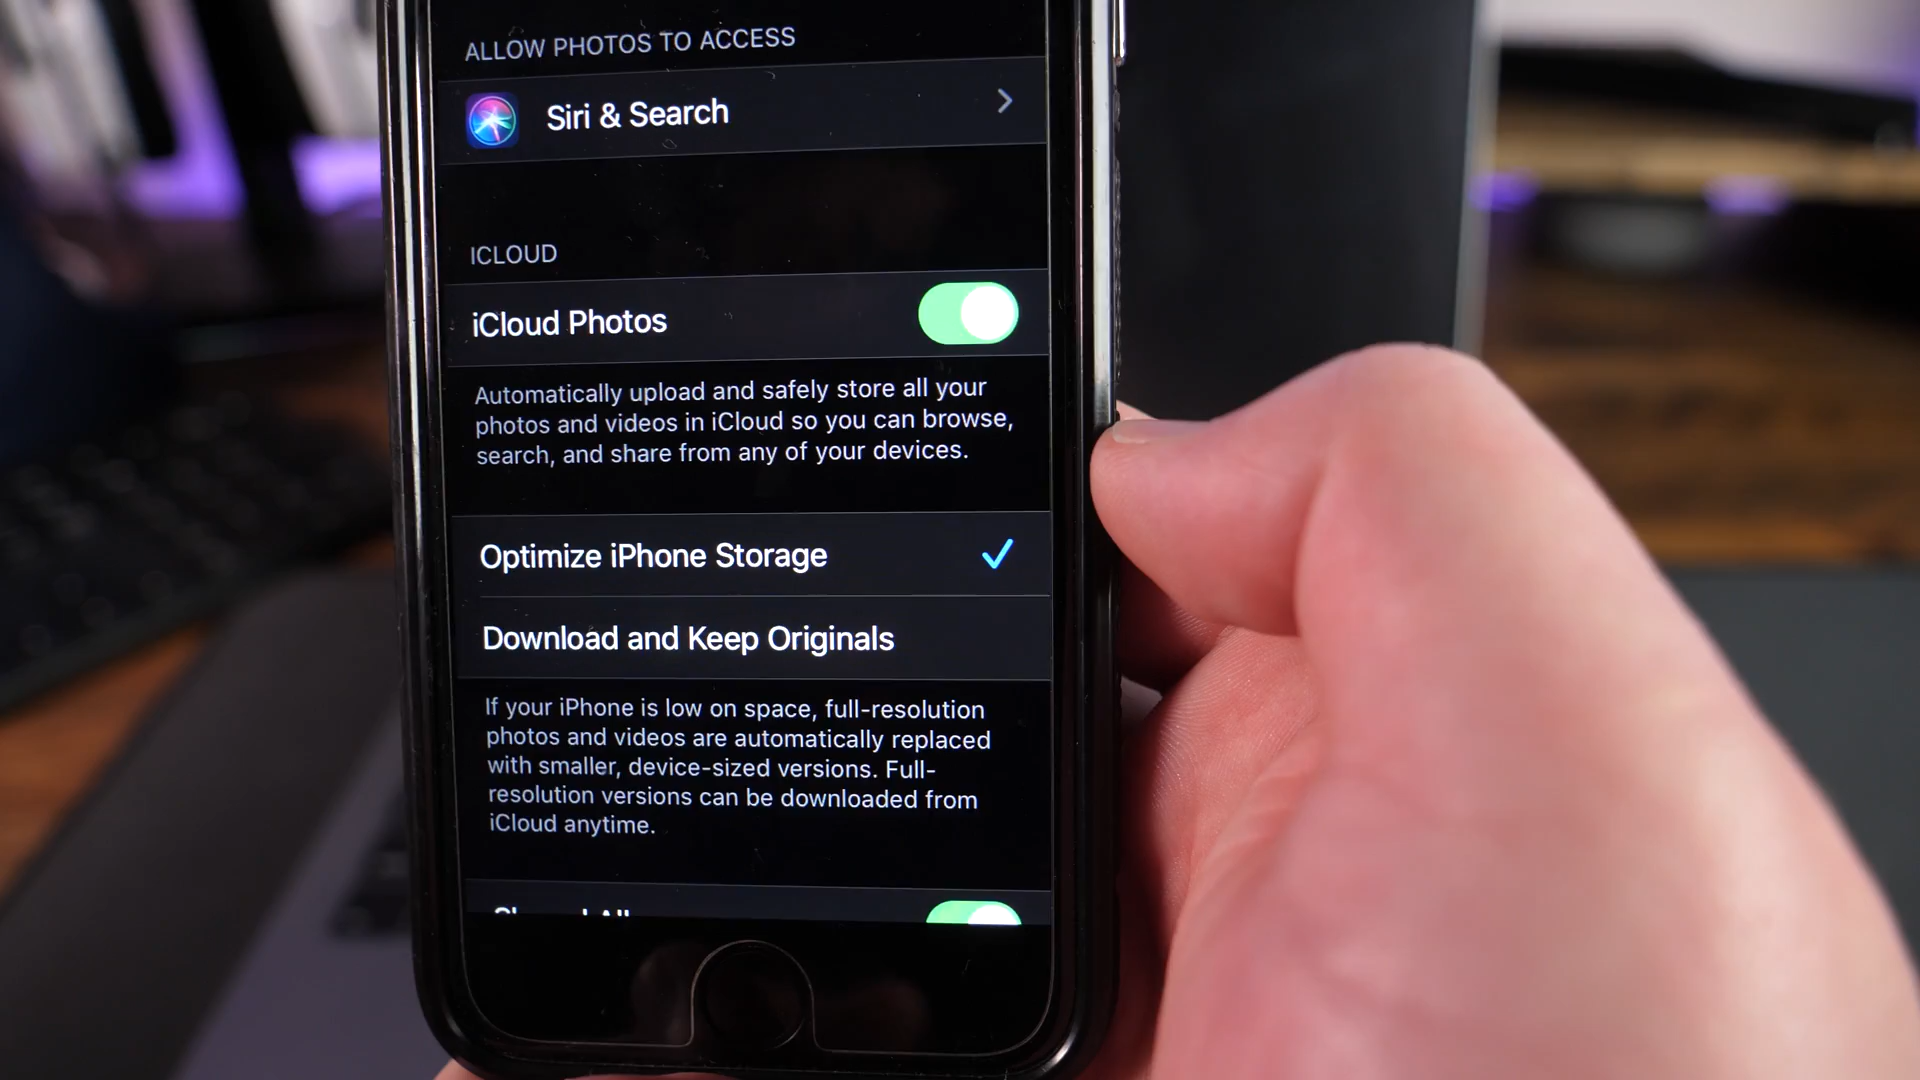 ALLOW PHOTOS TO ACCESS
Siri & Search
ICLOUD
iCloud Photos
Automatically upload and safely store all your
photos and videos in iCloud so you can browse,
search, and share from any of your devices.
Optimize iPhone Storage
Download and Keep Originals
If your iPhone is low on space, full-resolution
photos and videos are automatically replaced
with smaller, device-sized versions. Full-
resolution versions can be downloaded from
iCloud anytime.